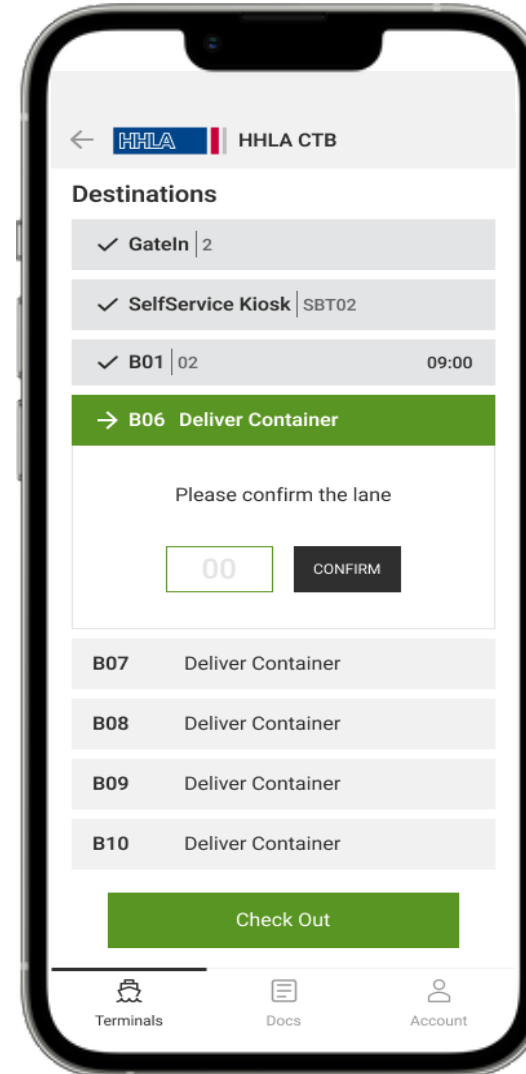 HHLA HHLA CTB
Destinations
GateIn 2
SelfService Kiosk SBT02
B01 02 09:00
B06 Deliver Container
Please confirm the lane
00 CONFIRM
B07 Deliver Container
B08 Deliver Container
B09 Deliver Container
B10 Deliver Container
Check Out
Terminals Docs Account